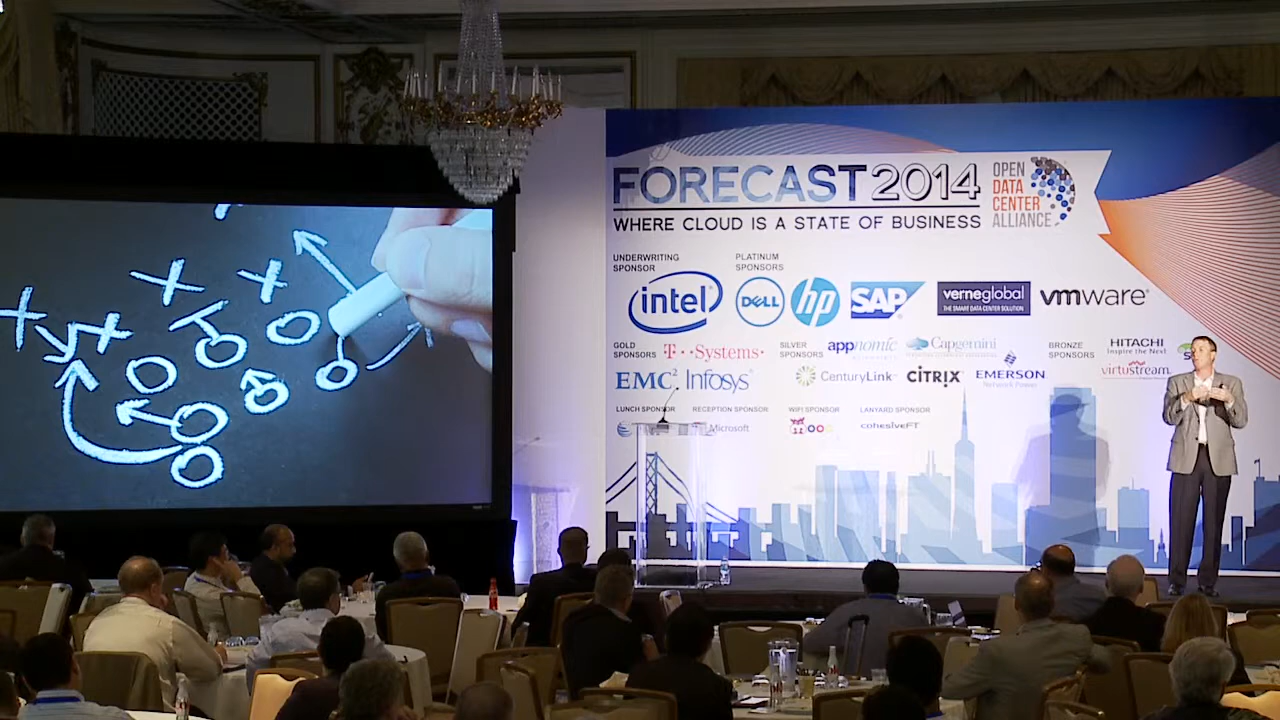 FORECAST 2014
WHERE CLOUD IS A STATE OF BUSINESS
OPEN
DATA
CENTER
ALLIANCE
UNDERWRITING
SPONSOR
PLATINUM
SPONSORS
intel
DELL
hp
SAP
verneglobal
THE SMART DATA CENTER SOLUTION
vmware
GOLD
SPONSORS
T Systems
SILVER
SPONSORS
appnomic
Capgemini
BRONZE
SPONSORS
HITACHI
Inspire the Next
EMC²
Infosys
CenturyLink
CITRIX
EMERSON
Network Power
virtustream
LUNCH SPONSOR
RECEPTION SPONSOR
WIFI SPONSOR
LANYARD SPONSOR
Microsoft
cohesiveFT
X X X X